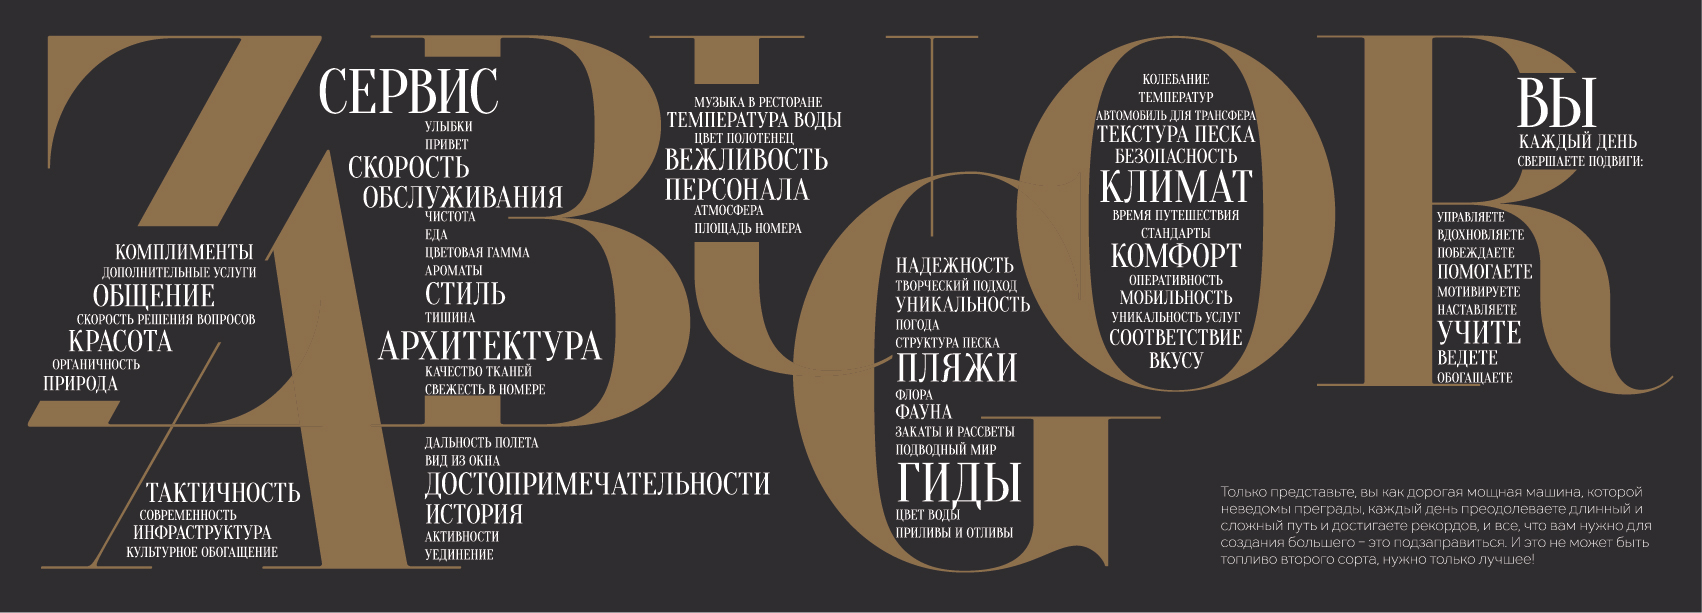 ZABUGOR
СЕРВИС
УЛЫБКИ
ПРИВЕТ
СКОРОСТЬ
ОБСЛУЖИВАНИЯ
ЧИСТОТА
ЕДА
ЦВЕТОВАЯ ГАММА
АРОМАТЫ
СТИЛЬ
ТИШИНА
АРХИТЕКТУРА
КАЧЕСТВО ТКАНЕЙ
СВЕЖЕСТЬ В НОМЕРЕ
ДАЛЬНОСТЬ ПОЛЕТА
ВИД ИЗ ОКНА
ДОСТОПРИМЕЧАТЕЛЬНОСТИ
ИСТОРИЯ
АКТИВНОСТИ
УЕДИНЕНИЕ
КОМПЛИМЕНТЫ
ДОПОЛНИТЕЛЬНЫЕ УСЛУГИ
ОБЩЕНИЕ
СКОРОСТЬ РЕШЕНИЯ ВОПРОСОВ
КРАСОТА
ОРГАНИЧНОСТЬ
ПРИРОДА
ТАКТИЧНОСТЬ
СОВРЕМЕННОСТЬ
ИНФРАСТРУКТУРА
КУЛЬТУРНОЕ ОБОГАЩЕНИЕ
МУЗЫКА В РЕСТОРАНЕ
ТЕМПЕРАТУРА ВОДЫ
ЦВЕТ ПОЛОТЕНЕЦ
ВЕЖЛИВОСТЬ
ПЕРСОНАЛА
АТМОСФЕРА
ПЛОЩАДЬ НОМЕРА
НАДЕЖНОСТЬ
ТВОРЧЕСКИЙ ПОДХОД
УНИКАЛЬНОСТЬ
ПОГОДА
СТРУКТУРА ПЕСКА
ПЛЯЖИ
ФЛОРА
ФАУНА
ЗАКАТЫ И РАССВЕТЫ
ПОДВОДНЫЙ МИР
ГИДЫ
ЦВЕТ ВОДЫ
ПРИЛИВЫ И ОТЛИВЫ
КОЛЕБАНИЕ
ТЕМПЕРАТУР
АВТОМОБИЛЬ ДЛЯ ТРАНСФЕРА
ТЕКСТУРА ПЕСКА
БЕЗОПАСНОСТЬ
КЛИМАТ
ВРЕМЯ ПУТЕШЕСТВИЯ
СТАНДАРТЫ
КОМФОРТ
ОПЕРАТИВНОСТЬ
МОБИЛЬНОСТЬ
УНИКАЛЬНОСТЬ УСЛУГ
СООТВЕТСТВИЕ
ВКУСУ
ВЫ
КАЖДЫЙ ДЕНЬ
СВЕРШАЕТЕ ПОДВИГИ:
УПРАВЛЯЕТЕ
ВДОХНОВЛЯЕТЕ
ПОБЕЖДАЕТЕ
ПОМОГАЕТЕ
МОТИВИРУЕТЕ
НАСТАВЛЯЕТЕ
УЧИТЕ
ВЕДЕТЕ
ОБОГАЩАЕТЕ
Только представьте, вы как дорогая мощная машина, которой
неведомы преграды, каждый день преодолеваете длинный и
сложный путь и достигаете рекордов, и все, что вам нужно для
создания большего – это подзаправиться. И это не может быть
топливо второго сорта, нужно только лучшее!